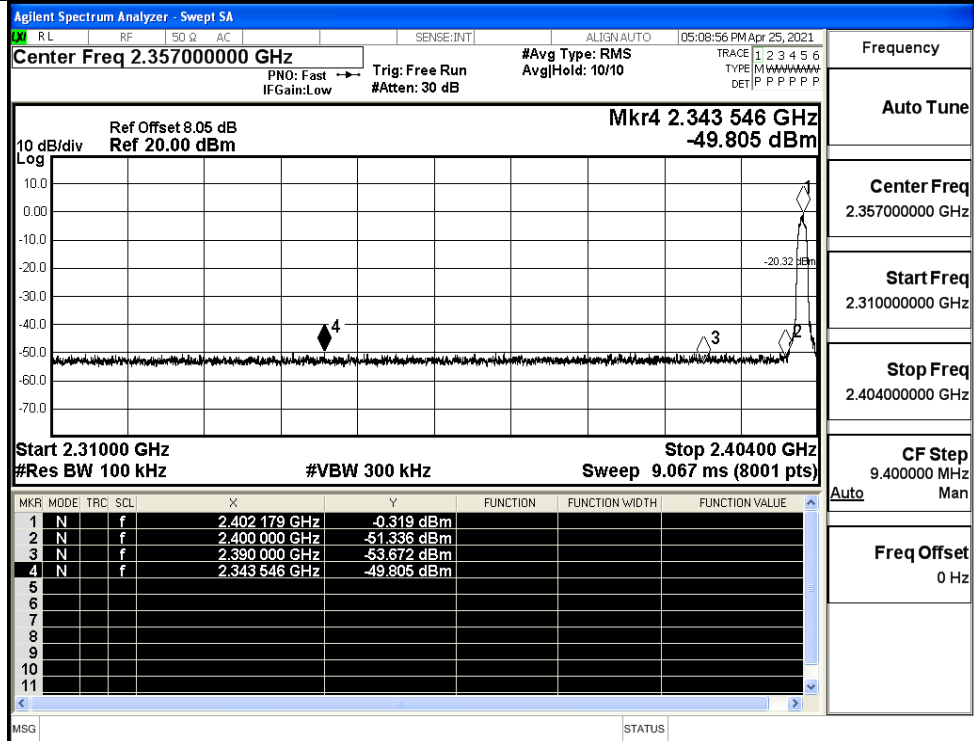 Agilent Spectrum Analyzer - Swept SA
LXI RL RF 50 Ω AC SENSE:INT ALIGNAUTO 05:08:56 PM Apr 25, 2021
Center Freq 2.357000000 GHz
PNO: Fast
IFGain:Low
Trig: Free Run
#Atten: 30 dB
#Avg Type: RMS
Avg|Hold: 10/10
TRACE 1 2 3 4 5 6
TYPE M WWWWW
DET P P P P P P
Ref Offset 8.05 dB
10 dB/div Ref 20.00 dBm
Log
Mkr4 2.343 546 GHz
-49.805 dBm
10.0
0.00
-10.0
-20.0
-30.0
-40.0
-50.0
-60.0
-70.0
1
-20.32 dBm
4
3
2
Start 2.31000 GHz Stop 2.40400 GHz
#Res BW 100 kHz #VBW 300 kHz Sweep 9.067 ms (8001 pts)
MKR MODE TRC SCL X Y FUNCTION FUNCTION WIDTH FUNCTION VALUE
1 N f 2.402 179 GHz -0.319 dBm
2 N f 2.400 000 GHz -51.336 dBm
3 N f 2.390 000 GHz -53.672 dBm
4 N f 2.343 546 GHz -49.805 dBm
5
6
7
8
9
10
11
MSG STATUS
Frequency
Auto Tune
Center Freq
2.357000000 GHz
Start Freq
2.310000000 GHz
Stop Freq
2.404000000 GHz
CF Step
9.400000 MHz
Auto Man
Freq Offset
0 Hz